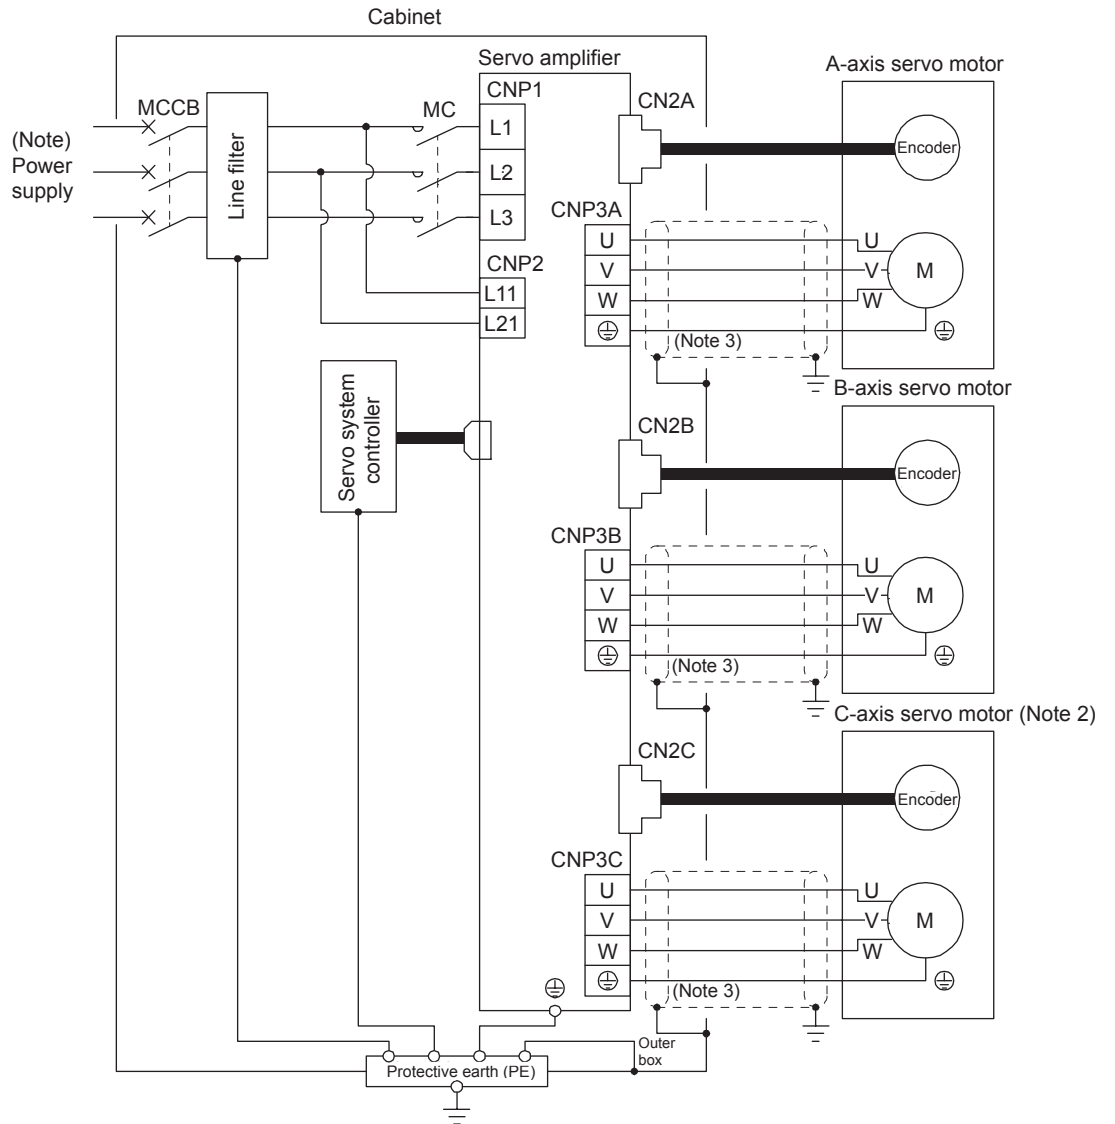 Cabinet
Servo amplifier
A-axis servo motor
CNP1
MCCB
MC
CN2A
(Note)
Power
supply
Line filter
L1
L2
L3
Encoder
CNP3A
U
V
W
U
V
W
M
(Note 3)
CNP2
L11
L21
Servo system
controller
B-axis servo motor
CN2B
Encoder
CNP3B
U
V
W
U
V
W
M
(Note 3)
C-axis servo motor (Note 2)
CN2C
Encoder
CNP3C
U
V
W
U
V
W
M
(Note 3)
Outer
box
Protective earth (PE)